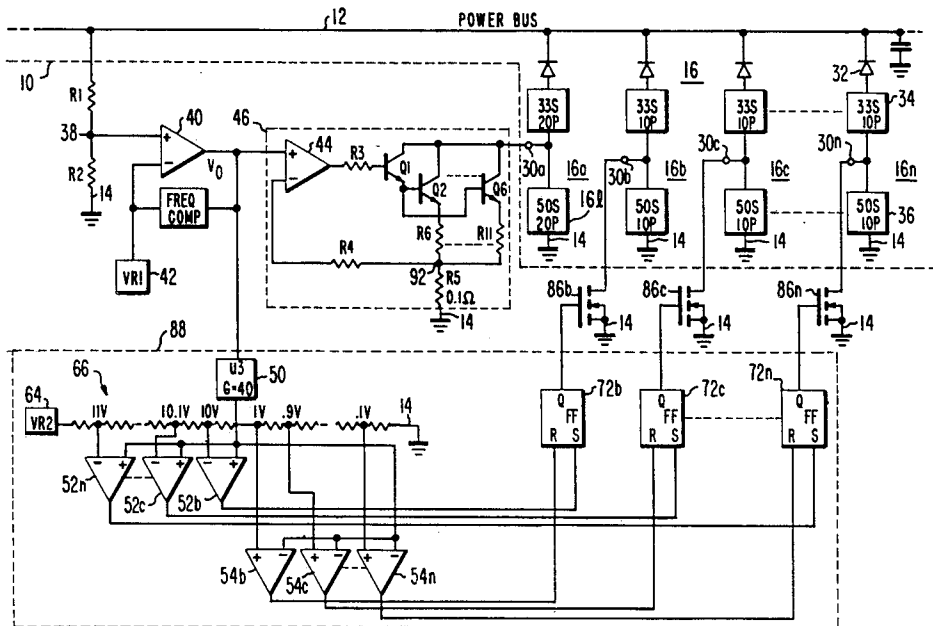 12
POWER BUS
10
R1
38
R2
14
40
V0
FREQ
COMP
VR1
42
46
44
R3
Q1
Q2
Q6
R6
R11
R4
92
R5
0.1Ω
14
16
32
33S
20P
33S
10P
33S
10P
33S
10P
34
30a
30b
30c
30n
16a
16b
16c
16n
50S
20P
16l
50S
10P
50S
10P
50S
10P
36
14
14
14
14
86b
86c
86n
14
14
14
88
U3
G=40
50
66
64
VR2
11V
10.1V
10V
1V
.9V
.1V
14
52n
52c
52b
54b
54c
54n
Q
FF
R S
72b
Q
FF
R S
72c
Q
FF
R S
72n